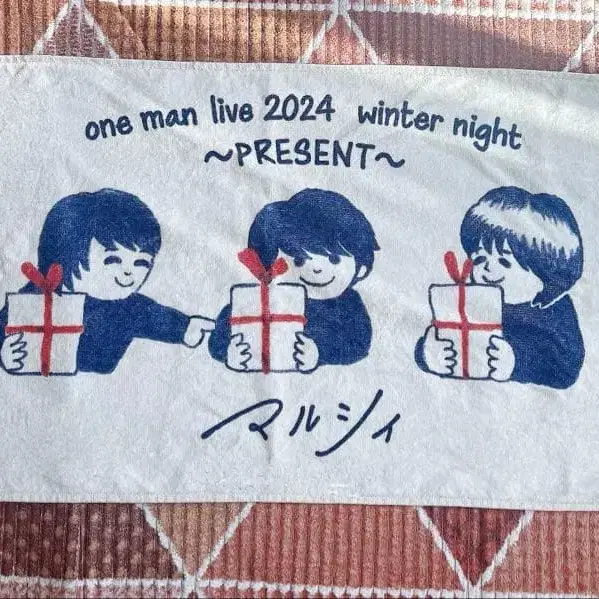 one man live 2024 winter night
～PRESENT～
マルシィ